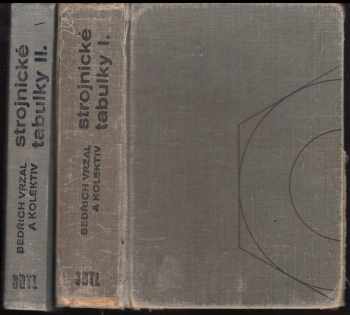 strojnické
tabulky II.
BEDŘICH VRZAL
A KOLEKTIV
SNTL
strojnické
tabulky I.
BEDŘICH VRZAL
A KOLEKTIV
SNTL